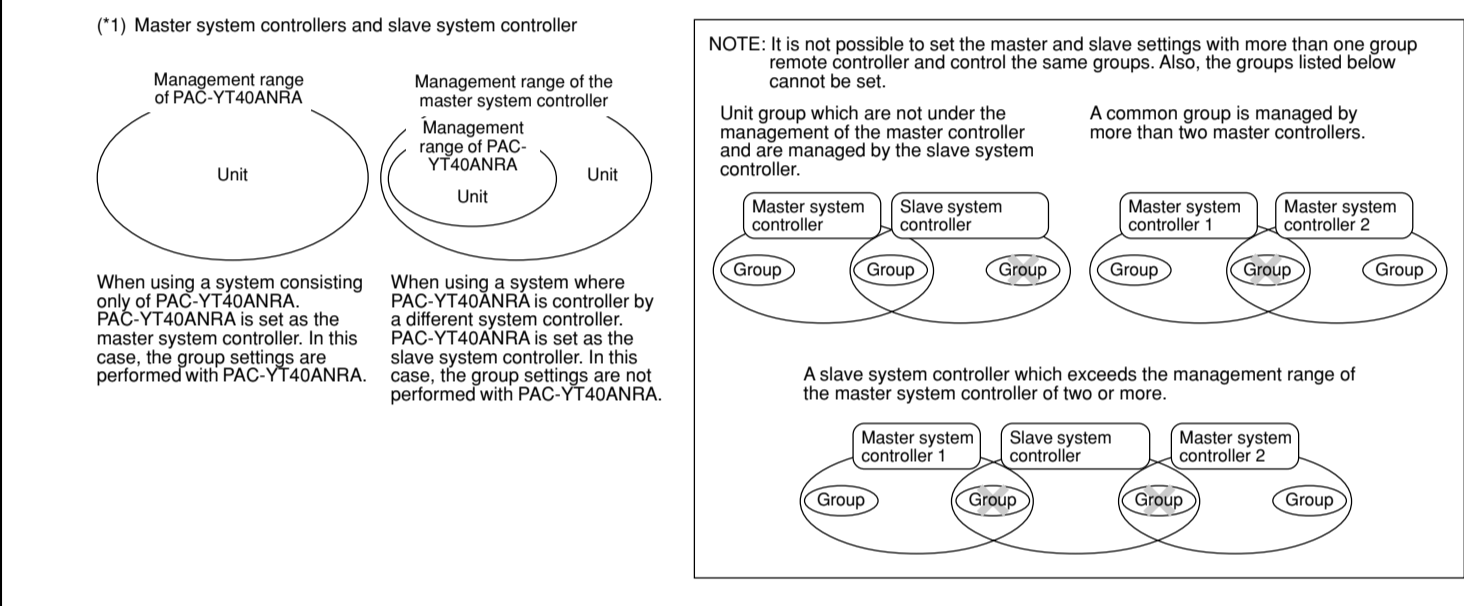 (*1) Master system controllers and slave system controller
Management range
of PAC-YT40ANRA
Unit
Management range of the
master system controller
Management
range of PAC-
YT40ANRA
Unit
Unit
When using a system consisting
only of PAC-YT40ANRA.
PAC-YT40ANRA is set as the
master system controller. In this
case, the group settings are
performed with PAC-YT40ANRA.
When using a system where
PAC-YT40ANRA is controller by
a different system controller.
PAC-YT40ANRA is set as the
slave system controller. In this
case, the group settings are not
performed with PAC-YT40ANRA.
NOTE: It is not possible to set the master and slave settings with more than one group
remote controller and control the same groups. Also, the groups listed below
cannot be set.
Unit group which are not under the
management of the master controller
and are managed by the slave system
controller.
Master system
controller
Slave system
controller
Group
Group
Group
A common group is managed by
more than two master controllers.
Master system
controller 1
Master system
controller 2
Group
Group
Group
A slave system controller which exceeds the management range of
the master system controller of two or more.
Master system
controller 1
Slave system
controller
Master system
controller 2
Group
Group
Group
Group